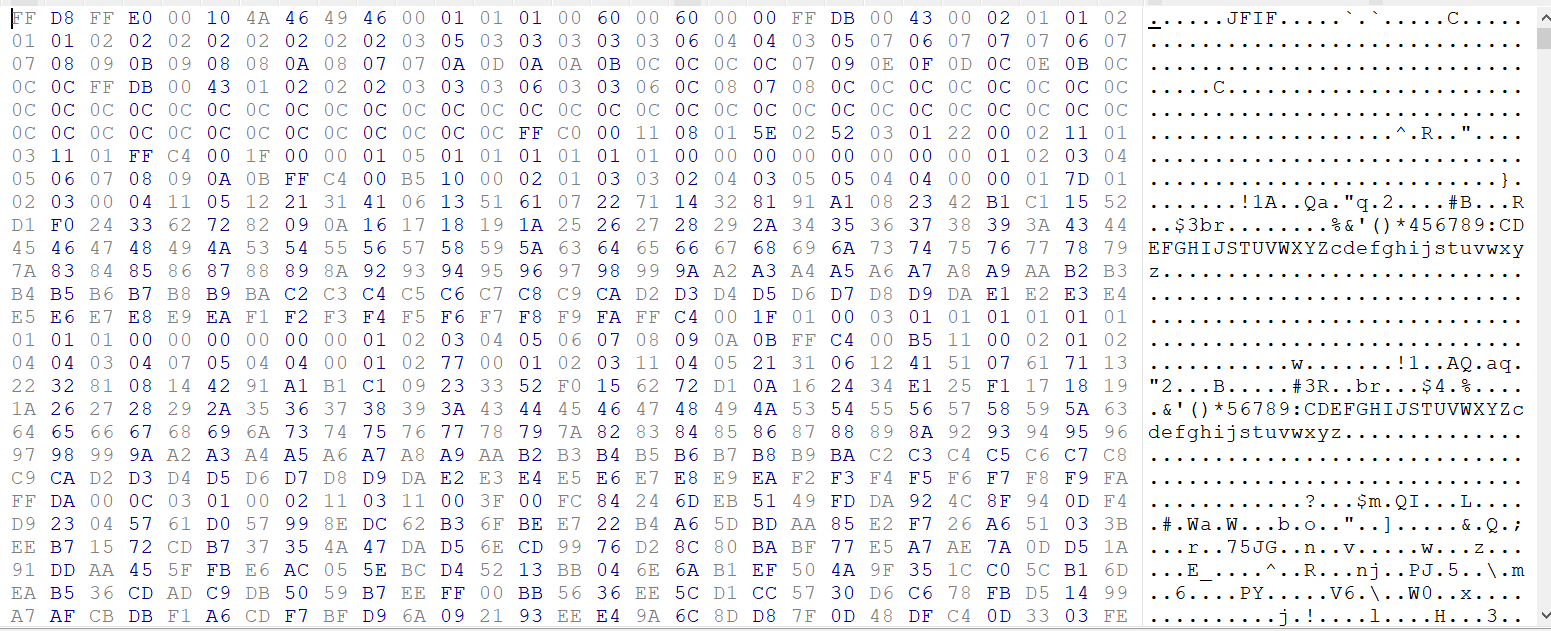 FF D8 FF E0 00 10 4A 46 49 46 00 01 01 01 00 60 00 60 00 00 FF DB 00 43 00 02 01 01 02 ......JFIF.....`.`.....C.....
01 01 02 02 02 02 02 02 02 02 03 05 03 03 03 03 03 06 04 04 03 05 07 06 07 07 07 06 07 .............................
07 08 09 0B 09 08 08 0A 08 07 07 0A 0D 0A 0A 0B 0C 0C 0C 0C 07 09 0E 0F 0D 0C 0E 0B 0C .............................
0C 0C FF DB 00 43 01 02 02 02 03 03 03 06 03 03 06 0C 08 07 08 0C 0C 0C 0C 0C 0C 0C 0C .....C.......................
0C 0C 0C 0C 0C 0C 0C 0C 0C 0C 0C 0C 0C 0C 0C 0C 0C 0C 0C 0C 0C 0C 0C 0C 0C 0C 0C 0C 0C .............................
0C 0C 0C 0C 0C 0C 0C 0C 0C 0C 0C 0C 0C FF C0 00 11 08 01 5E 02 52 03 01 22 00 02 11 01 ...................^.R.."....
03 11 01 FF C4 00 1F 00 00 01 05 01 01 01 01 01 01 00 00 00 00 00 00 00 00 01 02 03 04 .............................
05 06 07 08 09 0A 0B FF C4 00 B5 10 00 02 01 03 03 02 04 03 05 05 04 04 00 00 01 7D 01 ...........................}.
02 03 00 04 11 05 12 21 31 41 06 13 51 61 07 22 71 14 32 81 91 A1 08 23 42 B1 C1 15 52 .......!1A..Qa."q.2....#B...R
D1 F0 24 33 62 72 82 09 0A 16 17 18 19 1A 25 26 27 28 29 2A 34 35 36 37 38 39 3A 43 44 ..$3br........%&'()*456789:CD
45 46 47 48 49 4A 53 54 55 56 57 58 59 5A 63 64 65 66 67 68 69 6A 73 74 75 76 77 78 79 EFGHIJSTUVWXYZcdefghijstuvwxy
7A 83 84 85 86 87 88 89 8A 92 93 94 95 96 97 98 99 9A A2 A3 A4 A5 A6 A7 A8 A9 AA B2 B3 z............................
B4 B5 B6 B7 B8 B9 BA C2 C3 C4 C5 C6 C7 C8 C9 CA D2 D3 D4 D5 D6 D7 D8 D9 DA E1 E2 E3 E4 .............................
E5 E6 E7 E8 E9 EA F1 F2 F3 F4 F5 F6 F7 F8 F9 FA FF C4 00 1F 01 00 03 01 01 01 01 01 01 .............................
01 01 01 00 00 00 00 00 00 01 02 03 04 05 06 07 08 09 0A 0B FF C4 00 B5 11 00 02 01 02 .............................
04 04 03 04 07 05 04 04 00 01 02 77 00 01 02 03 11 04 05 21 31 06 12 41 51 07 61 71 13 ...........w.......!1..AQ.aq.
22 32 81 08 14 42 91 A1 B1 C1 09 23 33 52 F0 15 62 72 D1 0A 16 24 34 E1 25 F1 17 18 19 "2...B.....#3R..br...$4.%....
1A 26 27 28 29 2A 35 36 37 38 39 3A 43 44 45 46 47 48 49 4A 53 54 55 56 57 58 59 5A 63 .&'()*56789:CDEFGHIJSTUVWXYZc
64 65 66 67 68 69 6A 73 74 75 76 77 78 79 7A 82 83 84 85 86 87 88 89 8A 92 93 94 95 96 defghijstuvwxyz..............
97 98 99 9A A2 A3 A4 A5 A6 A7 A8 A9 AA B2 B3 B4 B5 B6 B7 B8 B9 BA C2 C3 C4 C5 C6 C7 C8 .............................
C9 CA D2 D3 D4 D5 D6 D7 D8 D9 DA E2 E3 E4 E5 E6 E7 E8 E9 EA F2 F3 F4 F5 F6 F7 F8 F9 FA .............................
FF DA 00 0C 03 01 00 02 11 03 11 00 3F 00 FC 84 24 6D EB 51 49 FD DA 92 4C 8F 94 0D F4 ............?...$m.QI...L....
D9 23 04 57 61 D0 57 99 8E DC 62 B3 6F BE E7 22 B4 A6 5D BD AA 85 E2 F7 26 A6 51 03 3B .#.Wa.W...b.o.."..].....&.Q.;
EE B7 15 72 CD B7 37 35 4A 47 DA D5 6E CD 99 76 D2 8C 80 BA BF 77 E5 A7 AE 7A 0D D5 1A ...r..75JG..n..v.....w...z...
91 DD AA 45 5F FB E6 AC 05 5E BC D4 52 13 BB 04 6E 6A B1 EF 50 4A 9F 35 1C C0 5C B1 6D ...E_....^..R...nj..PJ.5..\.m
EA B5 36 CD AD C9 DB 50 59 B7 EE FF 00 BB 56 36 EE 5C D1 CC 57 30 D6 C6 78 FB D5 14 99 ..6....PY.....V6.\..W0..x....
A7 AF CB DB F1 A6 CD F7 BF D9 6A 09 21 93 EE E4 9A 6C 8D D8 7F 0D 48 DF C4 0D 33 03 FE ..........j.!....l....H...3..